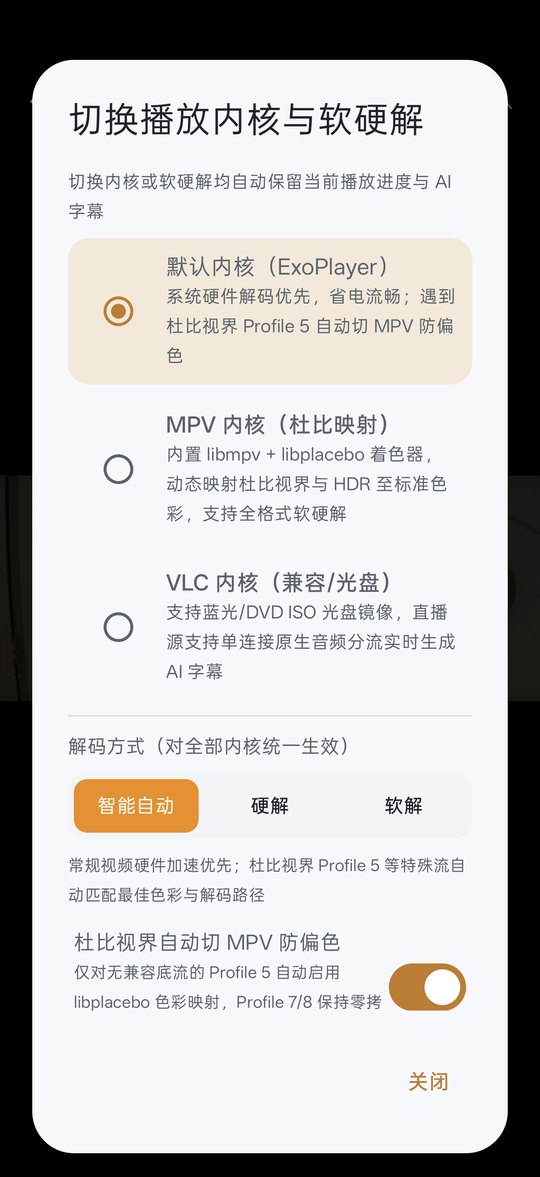 切换播放内核与软硬解
切换内核或软硬解均自动保留当前播放进度与 AI
字幕
默认内核（ExoPlayer）
系统硬件解码优先，省电流畅；遇到
杜比视界 Profile 5 自动切 MPV 防偏
色
MPV 内核（杜比映射）
内置 libmpv + libplacebo 着色器，
动态映射杜比视界与 HDR 至标准色
彩，支持全格式软硬解
VLC 内核（兼容/光盘）
支持蓝光/DVD ISO 光盘镜像，直播
源支持单连接原生音频分流实时生成
AI 字幕
解码方式（对全部内核统一生效）
智能自动
硬解
软解
常规视频硬件加速优先；杜比视界 Profile 5 等特殊流自
动匹配最佳色彩与解码路径
杜比视界自动切 MPV 防偏色
仅对无兼容底流的 Profile 5 自动启用
libplacebo 色彩映射，Profile 7/8 保持零拷
关闭